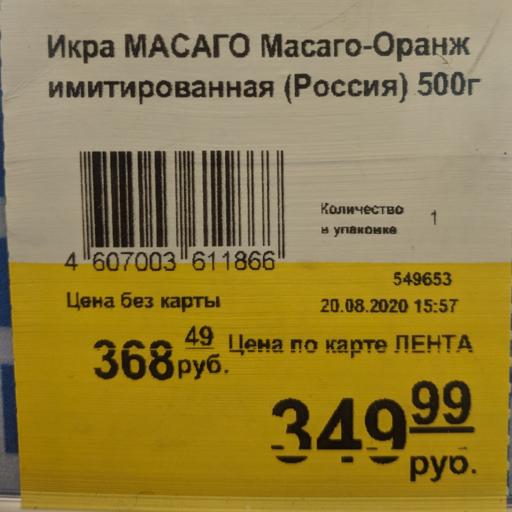 Икра МАСАГО Масаго-Оранж
имитированная (Россия) 500г
Количество
в упаковке 1
4 607003 611866
549653
Цена без карты 20.08.2020 15:57
368 49 руб.
Цена по карте ЛЕНТА
349 99 руб.